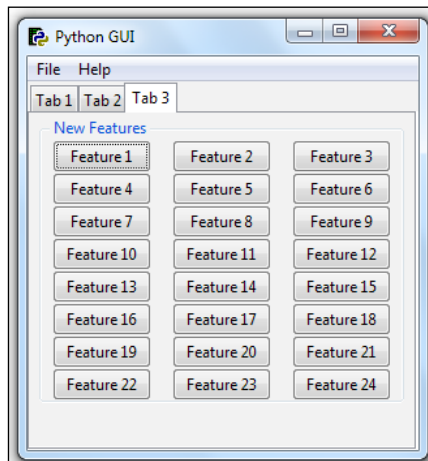 Python GUI
File Help
Tab 1 Tab 2 Tab 3
New Features
Feature 1 Feature 2 Feature 3
Feature 4 Feature 5 Feature 6
Feature 7 Feature 8 Feature 9
Feature 10 Feature 11 Feature 12
Feature 13 Feature 14 Feature 15
Feature 16 Feature 17 Feature 18
Feature 19 Feature 20 Feature 21
Feature 22 Feature 23 Feature 24